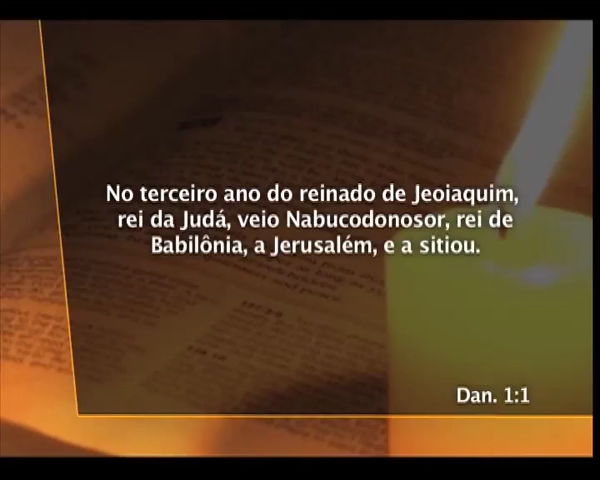 No terceiro ano do reinado de Jeoiaquim,
rei da Judá, veio Nabucodonosor, rei de
Babilônia, a Jerusalém, e a sitiou.
Dan. 1:1